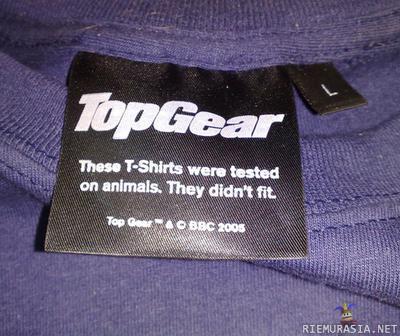 TopGear
L
These T-Shirts were tested
on animals. They didn't fit.
Top Gear ™ & © BBC 2005
RIEMURASIA.NET